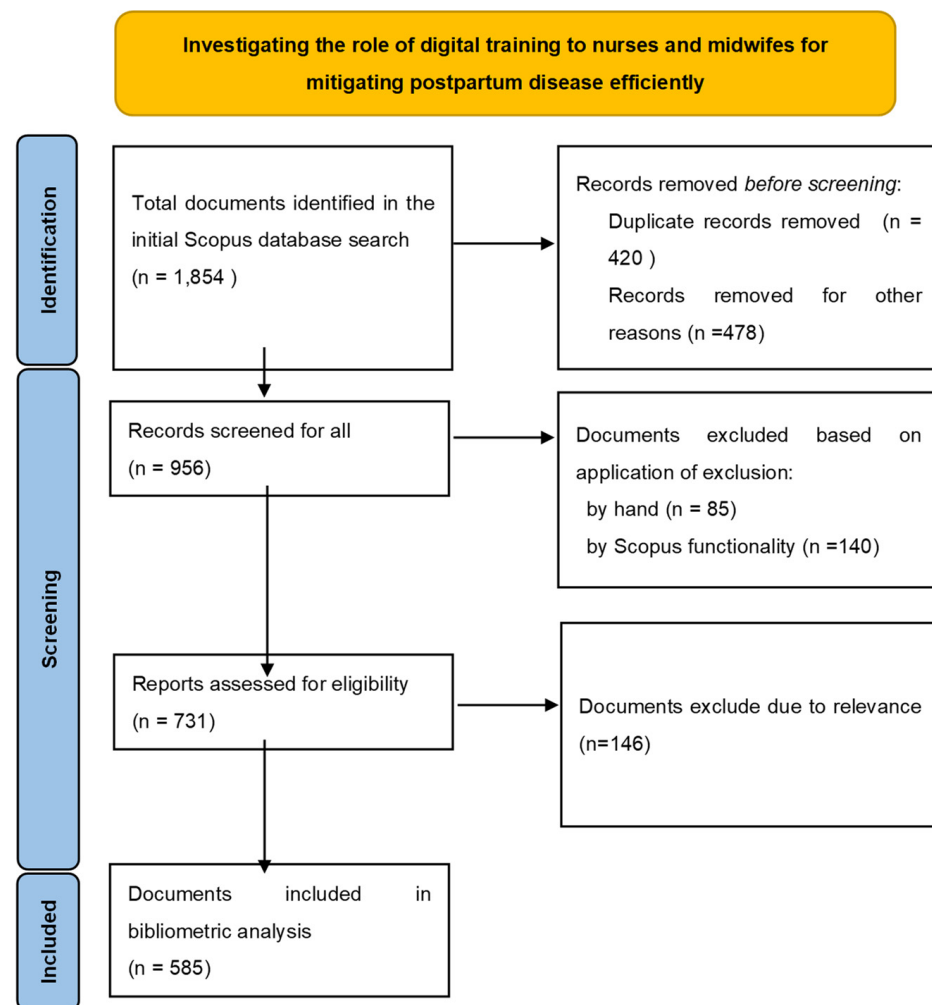 Investigating the role of digital training to nurses and midwifes for
mitigating postpartum disease efficiently
Identification
Total documents identified in the
initial Scopus database search
(n = 1,854 )
Records removed before screening:
Duplicate records removed (n =
420 )
Records removed for other
reasons (n =478)
Screening
Records screened for all
(n = 956)
Documents excluded based on
application of exclusion:
by hand (n = 85)
by Scopus functionality (n =140)
Reports assessed for eligibility
(n = 731)
Documents exclude due to relevance
(n=146)
Included
Documents included in
bibliometric analysis
(n = 585)